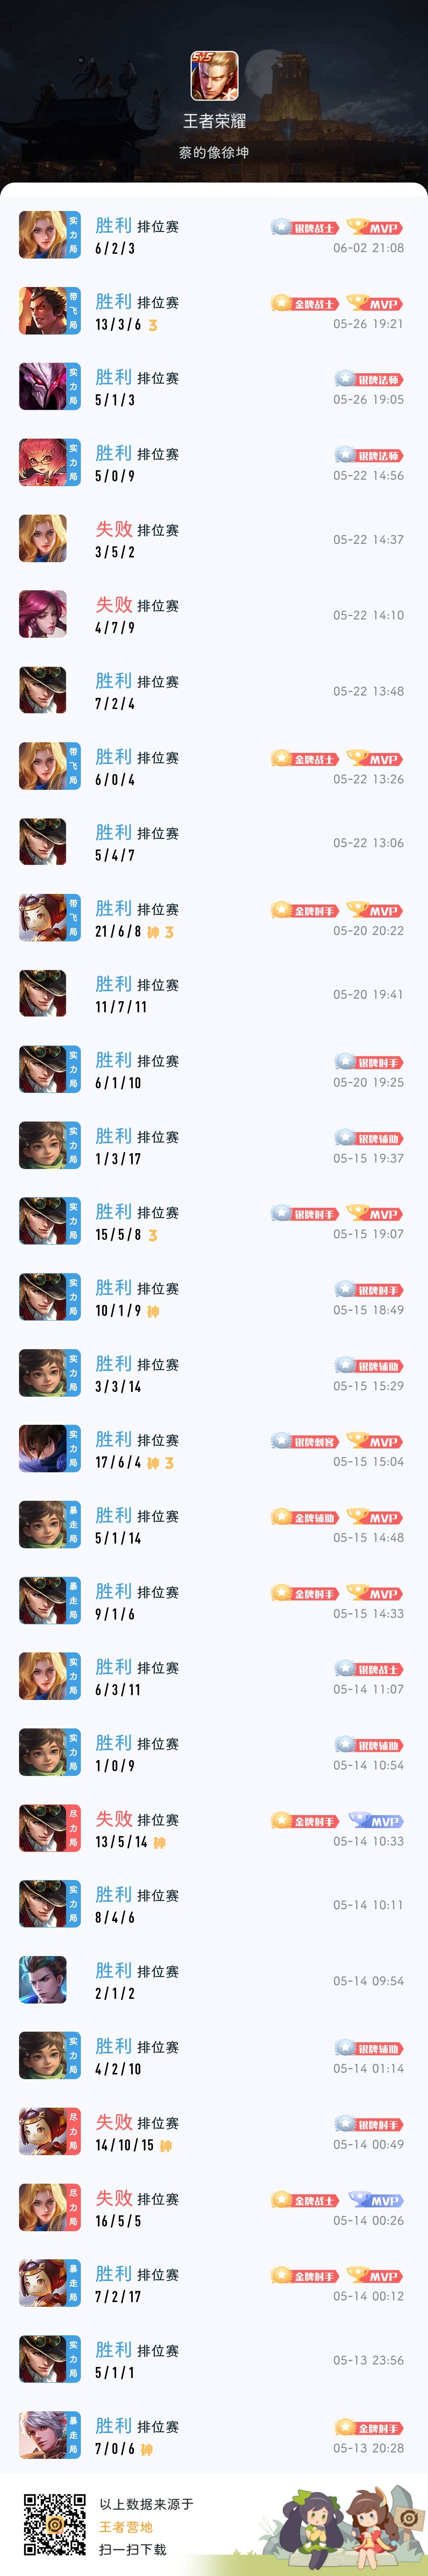 5V5
王者荣耀
蔡的像徐坤
实力局
胜利 排位赛 银牌战士 MVP
6/2/3 06-02 21:08
带飞局
胜利 排位赛 金牌战士 MVP
13/3/6 3 05-26 19:21
实力局
胜利 排位赛 银牌法师
5/1/3 05-26 19:05
实力局
胜利 排位赛 银牌法师
5/0/9 05-22 14:56
失败 排位赛
3/5/2 05-22 14:37
失败 排位赛
4/7/9 05-22 14:10
胜利 排位赛
7/2/4 05-22 13:48
带飞局
胜利 排位赛 金牌战士 MVP
6/0/4 05-22 13:26
胜利 排位赛
5/4/7 05-22 13:06
带飞局
胜利 排位赛 金牌射手 MVP
21/6/8 神 3 05-20 20:22
胜利 排位赛
11/7/11 05-20 19:41
实力局
胜利 排位赛 银牌射手
6/1/10 05-20 19:25
实力局
胜利 排位赛 银牌辅助
1/3/17 05-15 19:37
实力局
胜利 排位赛 银牌射手 MVP
15/5/8 3 05-15 19:07
实力局
胜利 排位赛 银牌射手
10/1/9 神 05-15 18:49
实力局
胜利 排位赛 银牌辅助
3/3/14 05-15 15:29
实力局
胜利 排位赛 银牌刺客 MVP
17/6/4 神 3 05-15 15:04
暴走局
胜利 排位赛 金牌辅助 MVP
5/1/14 05-15 14:48
暴走局
胜利 排位赛 金牌射手 MVP
9/1/6 05-15 14:33
实力局
胜利 排位赛 银牌战士
6/3/11 05-14 11:07
实力局
胜利 排位赛 银牌辅助
1/0/9 05-14 10:54
尽力局
失败 排位赛 金牌射手 MVP
13/5/14 神 05-14 10:33
实力局
胜利 排位赛
8/4/6 05-14 10:11
胜利 排位赛
2/1/2 05-14 09:54
实力局
胜利 排位赛 银牌辅助
4/2/10 05-14 01:14
尽力局
失败 排位赛 银牌射手
14/10/15 神 05-14 00:49
尽力局
失败 排位赛 金牌战士 MVP
16/5/5 05-14 00:26
暴走局
胜利 排位赛 金牌射手 MVP
7/2/17 05-14 00:12
实力局
胜利 排位赛
5/1/1 05-13 23:56
暴走局
胜利 排位赛 金牌射手
7/0/6 神 05-13 20:28
以上数据来源于
王者营地
扫一扫下载